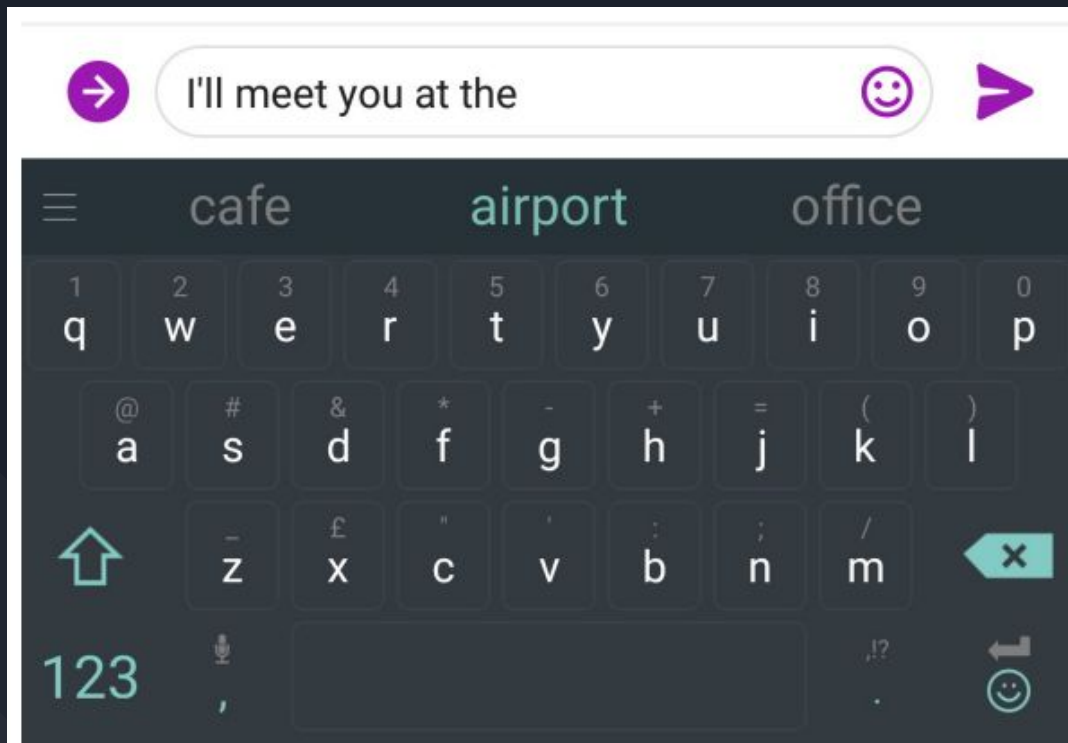 I'll meet you at the
cafe airport office
1 2 3 4 5 6 7 8 9 0
q w e r t y u i o p
@ # & * - + = ( )
a s d f g h j k l
_ £ " ' : ; /
z x c v b n m
,!?
123 , .